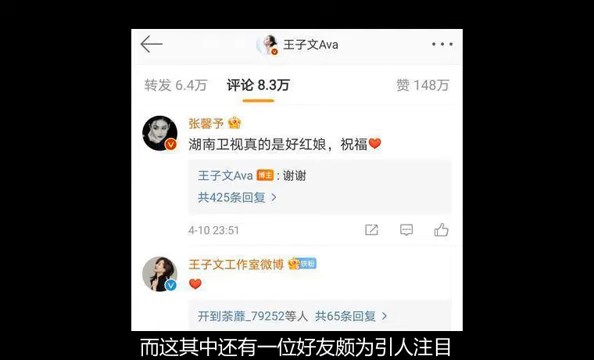 王子文Ava
转发 6.4万 评论 8.3万 赞 148万
张馨予
湖南卫视真的是好红娘，祝福❤️
王子文Ava 博主 : 谢谢
共425条回复 >
4-10 23:51
王子文工作室微博 铁粉
❤️
开到荼蘼_79252等人 共65条回复 >
而这其中还有一位好友颇为引人注目